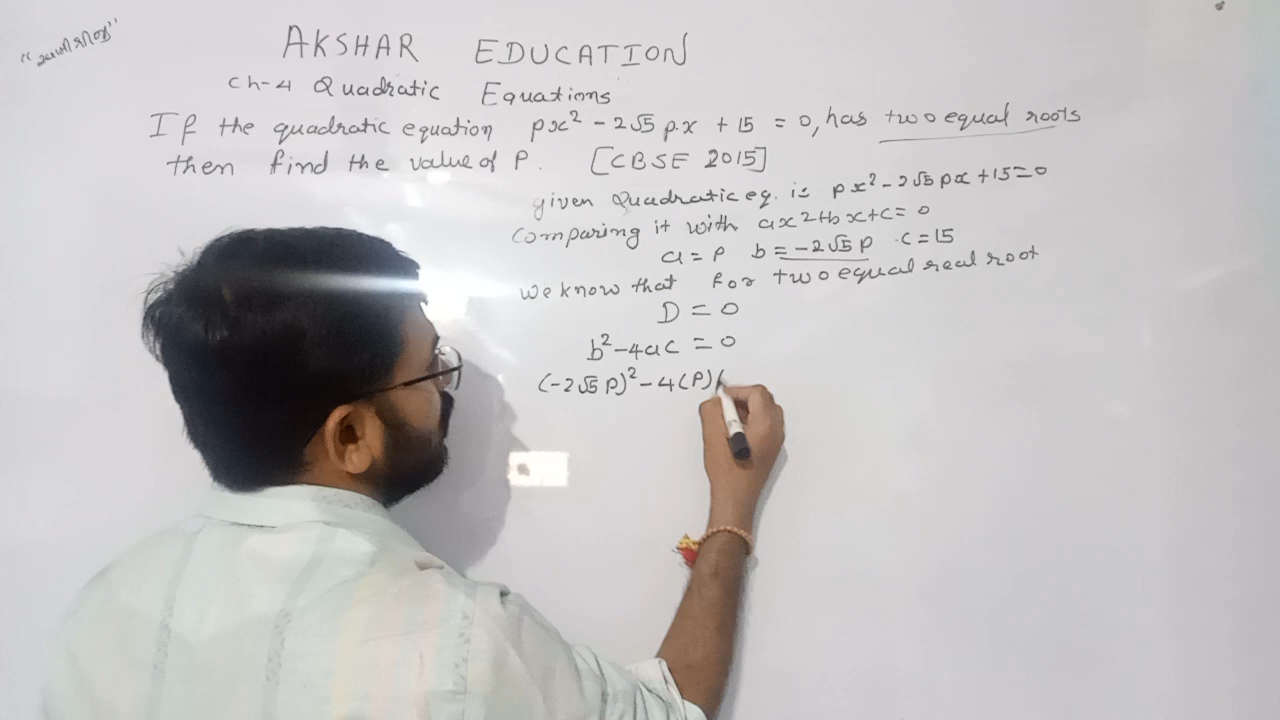 AKSHAR EDUCATION
Ch-4 Quadratic Equations
If the quadratic equation px² - 2√5 px + 15 = 0, has two equal roots
then find the value of P. [CBSE 2015]
given Quadratic eq. is px² - 2√5 px + 15 = 0
Comparing it with ax²+bx+c = 0
a = P b = -2√5 P c = 15
we know that for two equal real root
D = 0
b² - 4ac = 0
(-2√5 P)² - 4(P)(